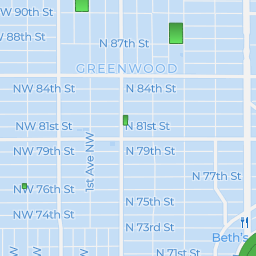 NW 90th St
NW 88th St
N 87th St
GREENWOOD
NW 84th St
N 84th St
NW 81st St
N 81st St
1st Ave NW
NW 79th St
N 79th St
N 77th St
NW 76th St
N 75th St
NW 74th St
N 73rd St
Beth's
N 71st St